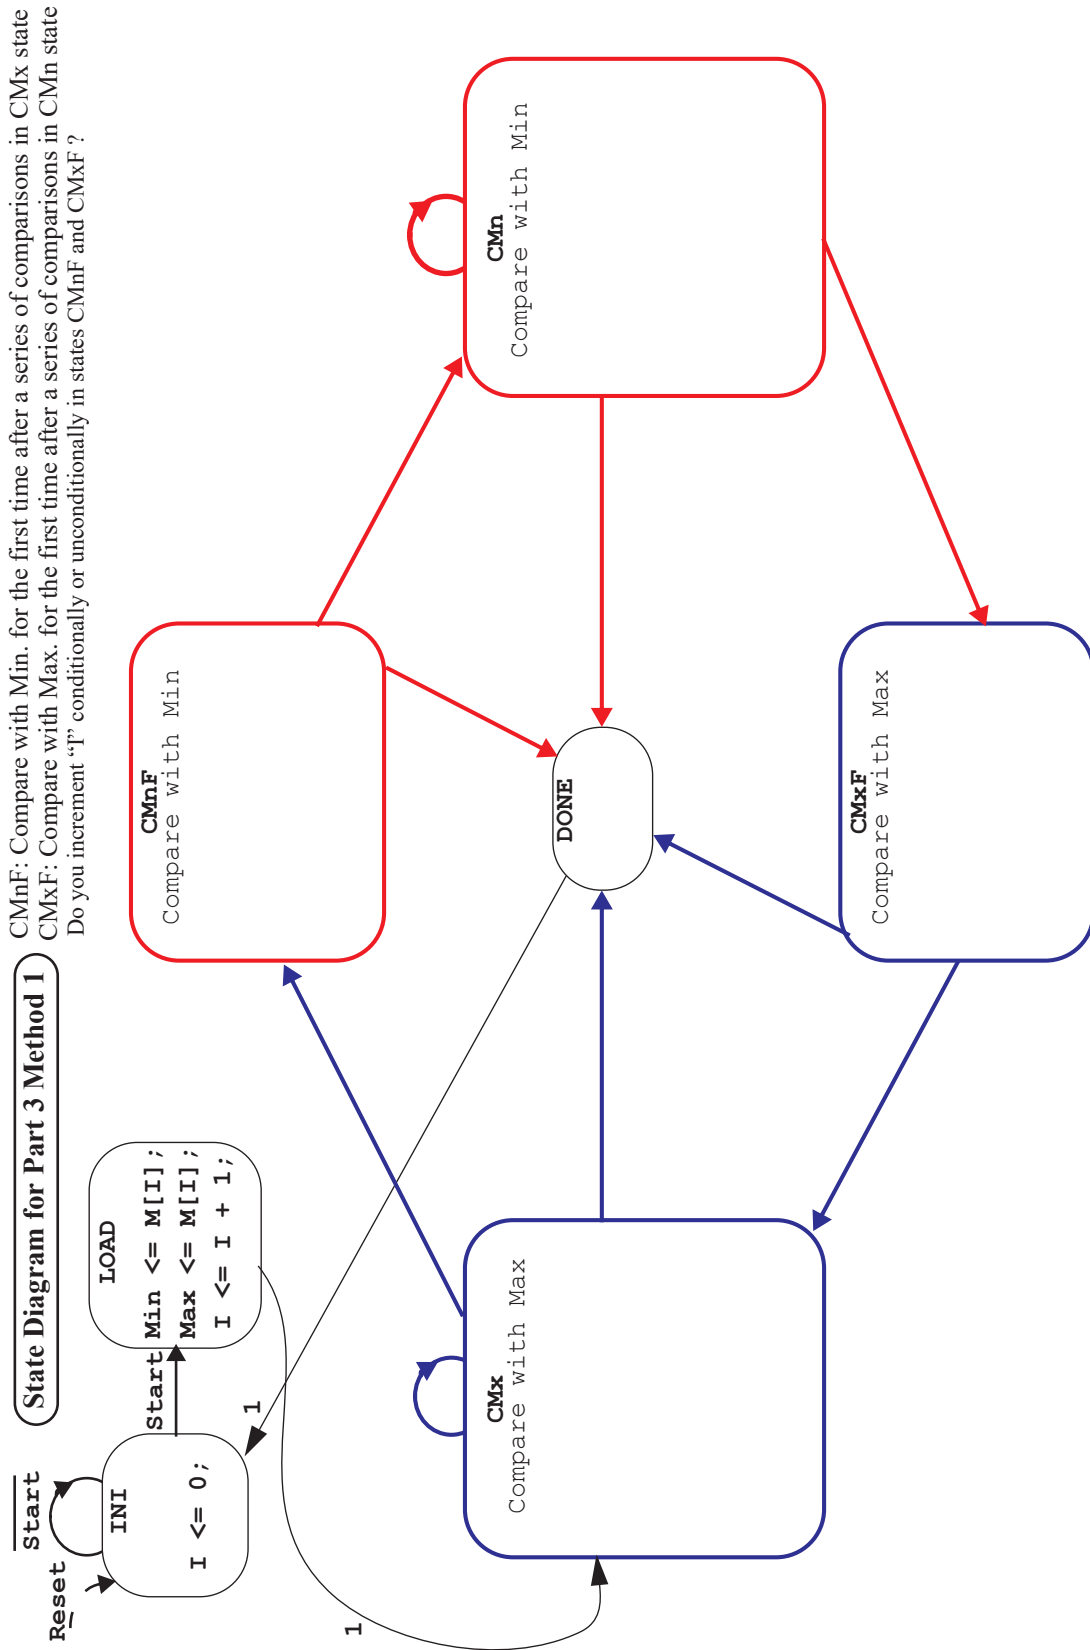 State Diagram for Part 3 Method 1
CMnF: Compare with Min. for the first time after a series of comparisons in CMx state
CMxF: Compare with Max. for the first time after a series of comparisons in CMn state
Do you increment “I” conditionally or unconditionally in states CMnF and CMxF ?
Reset
Start
INI
I <= 0;
Start
LOAD
Min <= M[I];
Max <= M[I];
I <= I + 1;
1
1
CMnF
Compare with Min
CMx
Compare with Max
DONE
CMn
Compare with Min
CMxF
Compare with Max